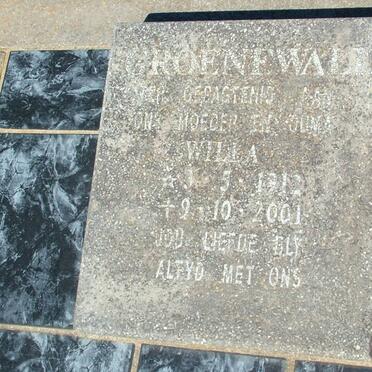 GROENEWALD
TER GEDAGTENIS AAN
ONS MOEDER EN OUMA
WILLA
★ 1 · 5 · 1912
✝ 9 · 10 · 2001
JOU LIEFDE BLY
ALTYD MET ONS